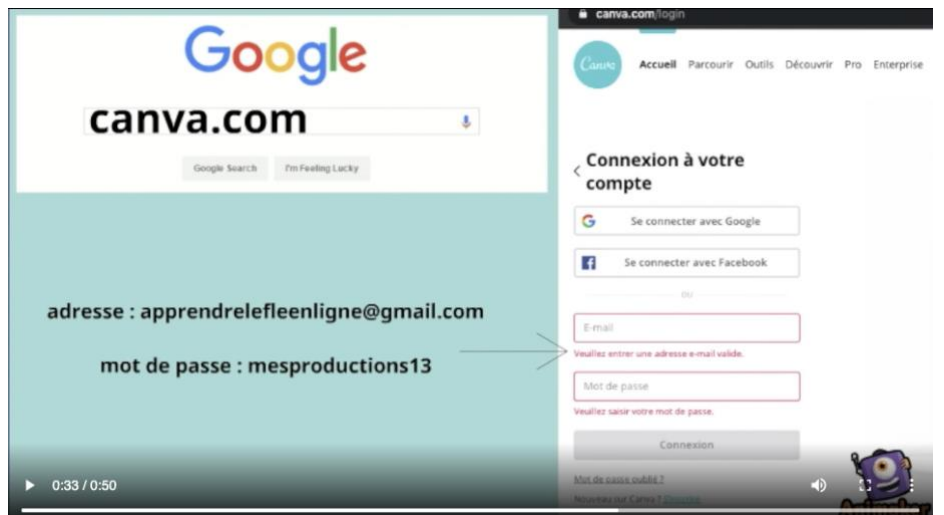 Google
canva.com
Google Search I'm Feeling Lucky
adresse : apprendrelefleenligne@gmail.com
mot de passe : mesproductions13
canva.com/login
Canva
Accueil Parcourir Outils Découvrir Pro Enterprise
Connexion à votre
compte
Se connecter avec Google
Se connecter avec Facebook
ou
E-mail
Veuillez entrer une adresse e-mail valide.
Mot de passe
Veuillez saisir votre mot de passe.
Connexion
Mot de passe oublié ?
Nouveau sur Canva ? S'inscrire
0:33 / 0:50
Animaker